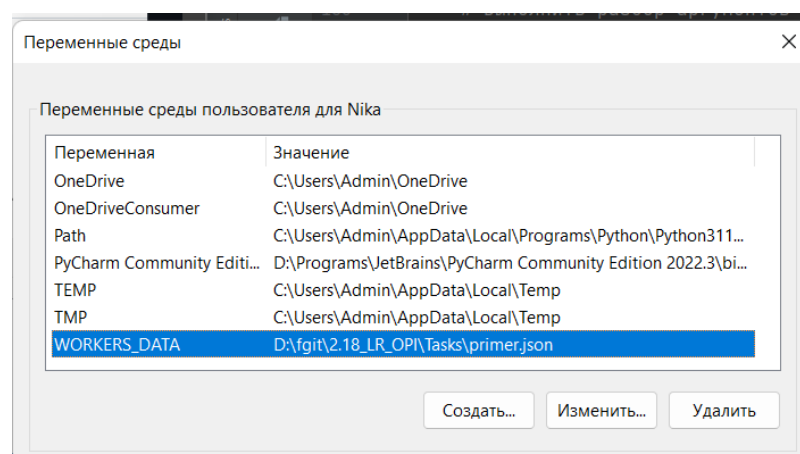 Переменные среды
Переменные среды пользователя для Nika
Переменная Значение
OneDrive C:\Users\Admin\OneDrive
OneDriveConsumer C:\Users\Admin\OneDrive
Path C:\Users\Admin\AppData\Local\Programs\Python\Python311...
PyCharm Community Editi... D:\Programs\JetBrains\PyCharm Community Edition 2022.3\bi...
TEMP C:\Users\Admin\AppData\Local\Temp
TMP C:\Users\Admin\AppData\Local\Temp
WORKERS_DATA D:\fgit\2.18_LR_OPI\Tasks\primer.json
Создать... Изменить... Удалить